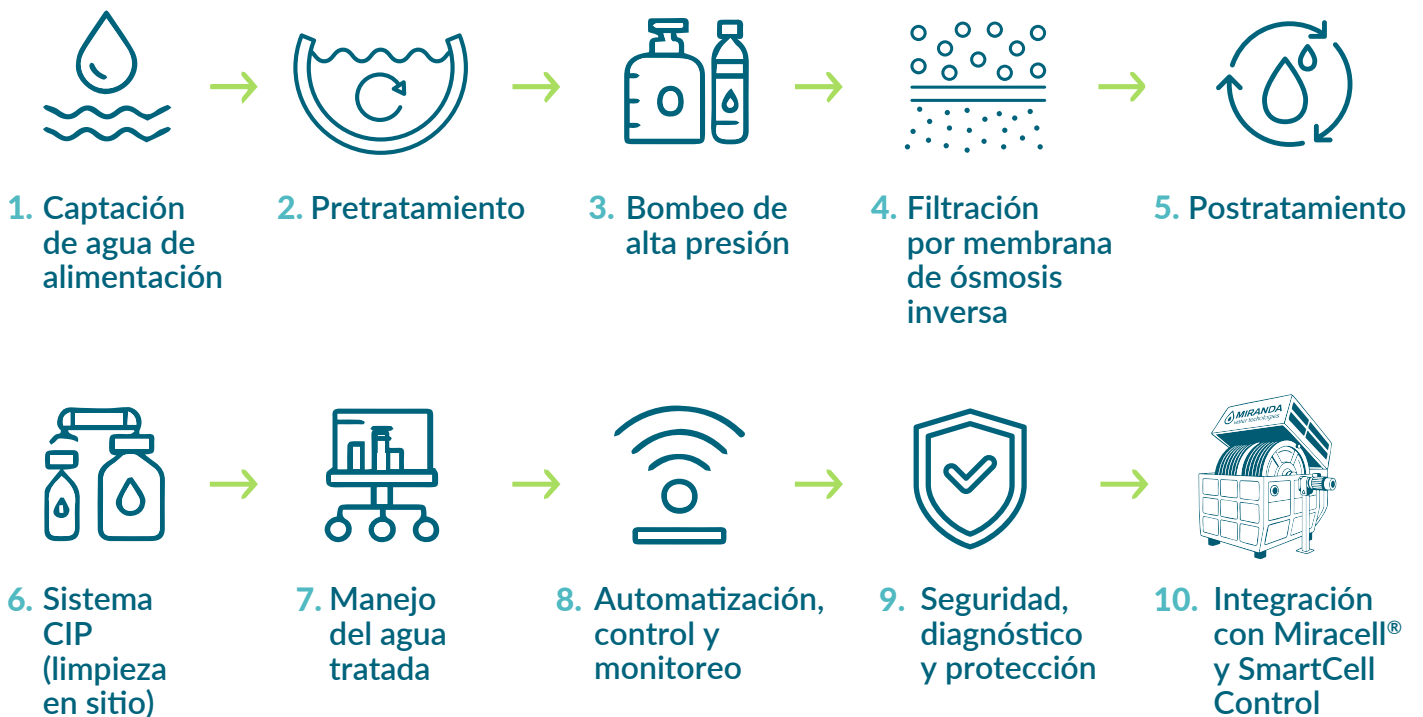 1. Captación
de agua de
alimentación
2. Pretratamiento
3. Bombeo de
alta presión
4. Filtración
por membrana
de ósmosis
inversa
5. Postratamiento
6. Sistema
CIP
(limpieza
en sitio)
7. Manejo
del agua
tratada
8. Automatización,
control y
monitoreo
9. Seguridad,
diagnóstico
y protección
MIRANDA
water technologies
10. Integración
con Miracell®
y SmartCell
Control